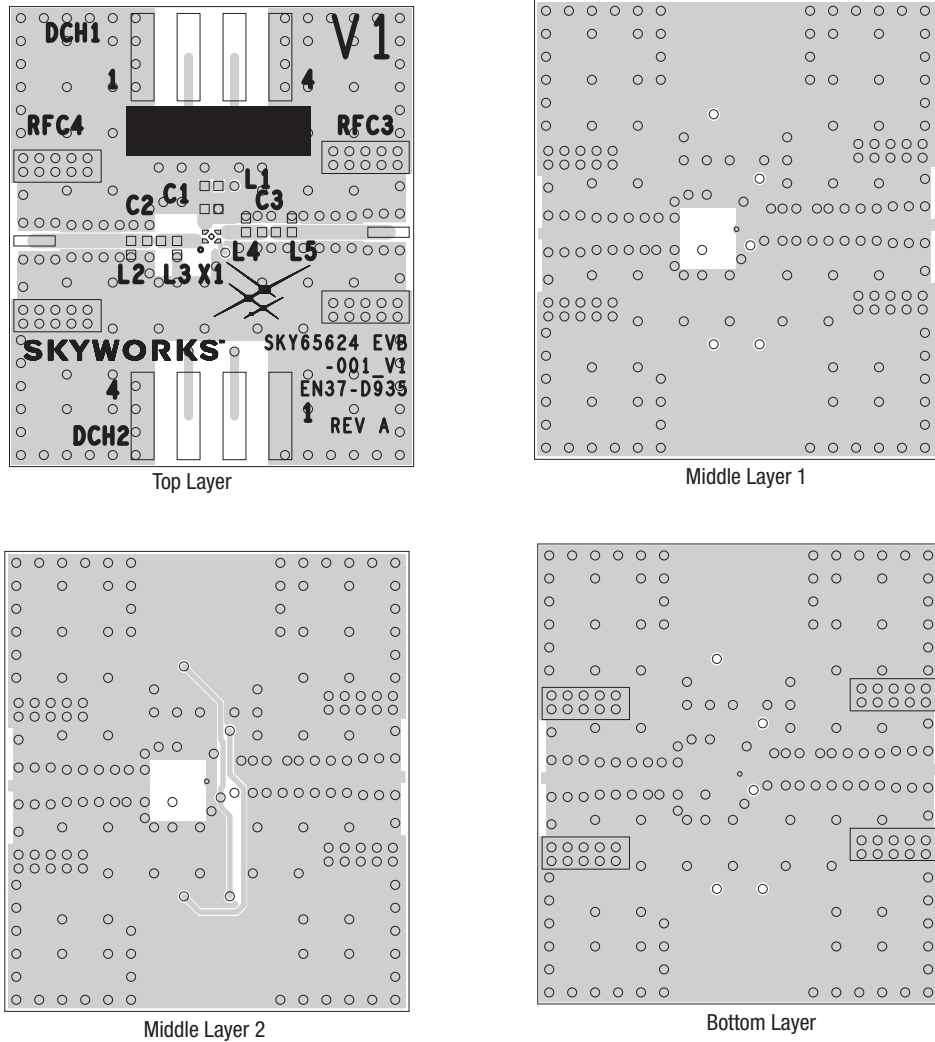 DCH1
V1
1
4
RFC4
RFC3
L1
C1
C3
C2
L4
L5
L2
L3
X1
SKYWORKS™
SKY65624 EVB
-001_V1
4
EN37-D935
1
REV A
DCH2
Top Layer
Middle Layer 1
Middle Layer 2
Bottom Layer